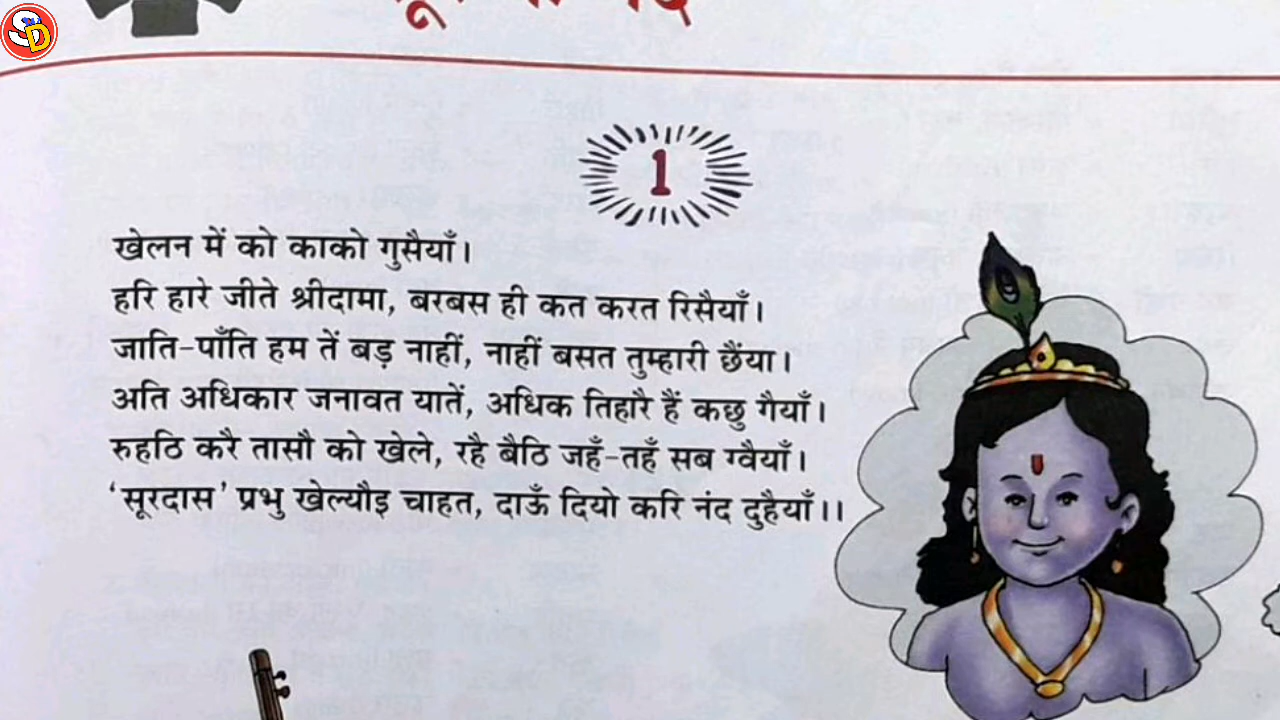 SD
1
खेलन में को काको गुसैयाँ।
हरि हारे जीते श्रीदामा, बरबस ही कत करत रिसैयाँ।
जाति-पाँति हम तें बड़ नाहीं, नाहीं बसत तुम्हारी छैंया।
अति अधिकार जनावत यातें, अधिक तिहारै हैं कछु गैयाँ।
रुहठि करै तासौ को खेले, रहै बैठि जहँ-तहँ सब ग्वैयाँ।
‘सूरदास’ प्रभु खेल्यौइ चाहत, दाऊँ दियो करि नंद दुहैयाँ।।